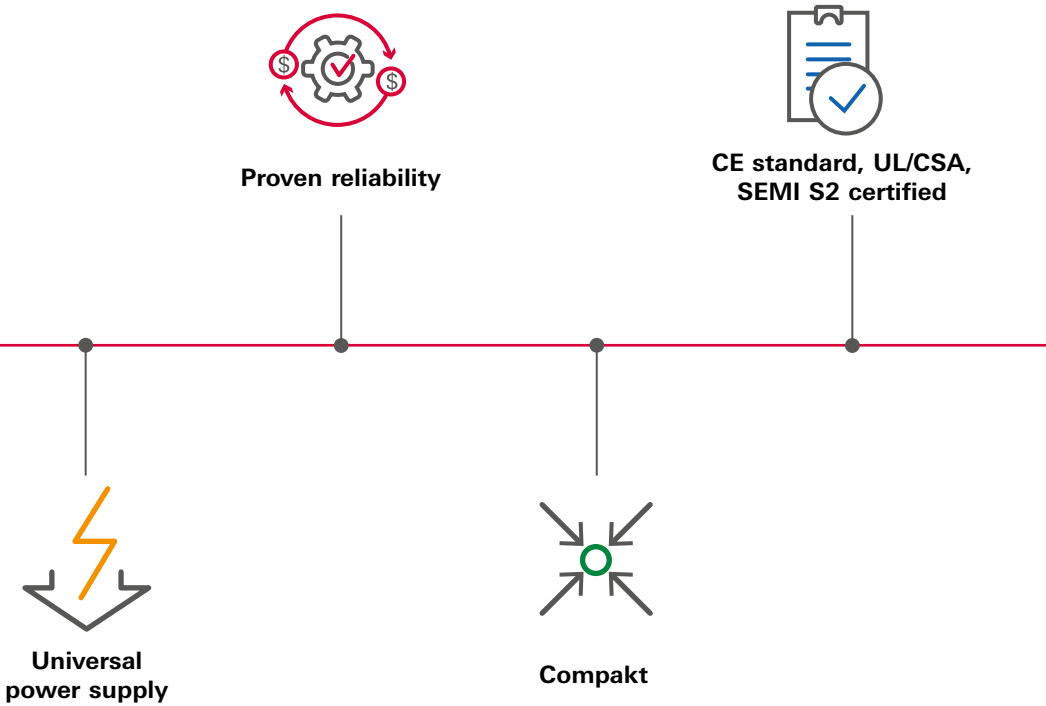 $
$
Proven reliability
CE standard, UL/CSA,
SEMI S2 certified
Universal
power supply
Compakt